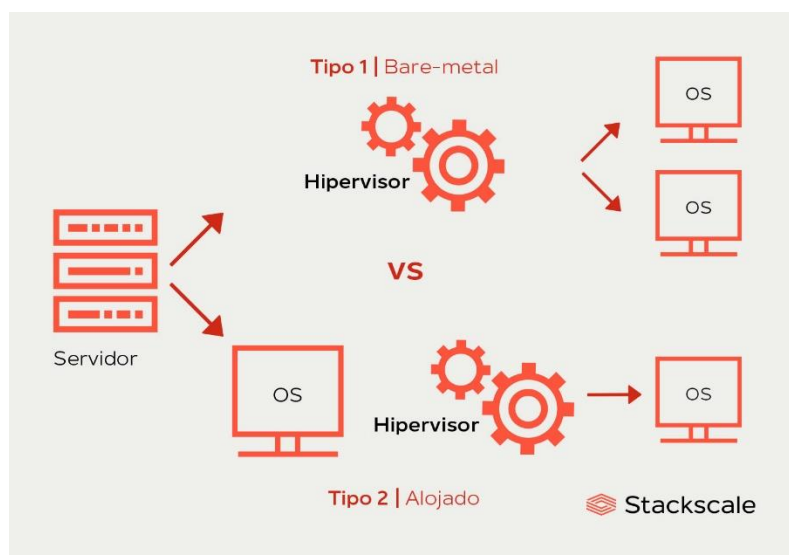 Tipo 1 | Bare-metal
Hipervisor
OS
OS
VS
Servidor
OS
Hipervisor
OS
Tipo 2 | Alojado
Stackscale